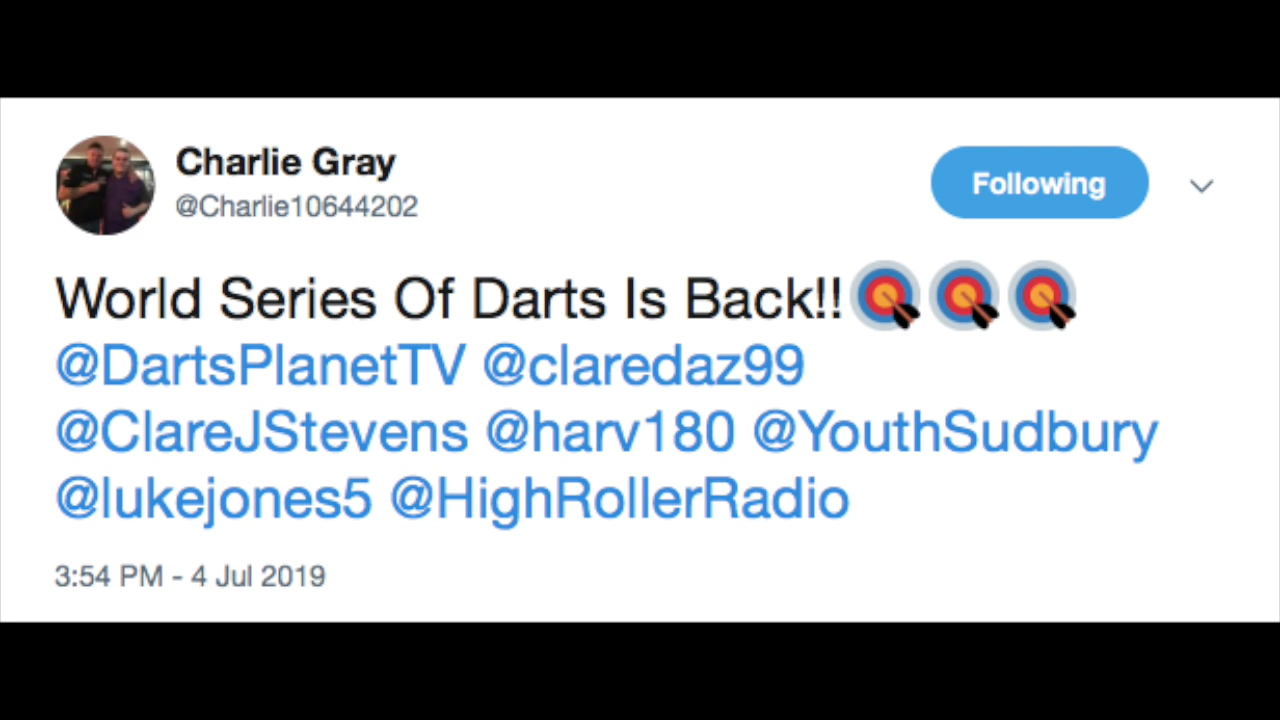 Charlie Gray
@Charlie10644202
Following
World Series Of Darts Is Back!!🎯🎯🎯
@DartsPlanetTV @claredaz99
@ClareJStevens @harv180 @YouthSudbury
@lukejones5 @HighRollerRadio
3:54 PM - 4 Jul 2019